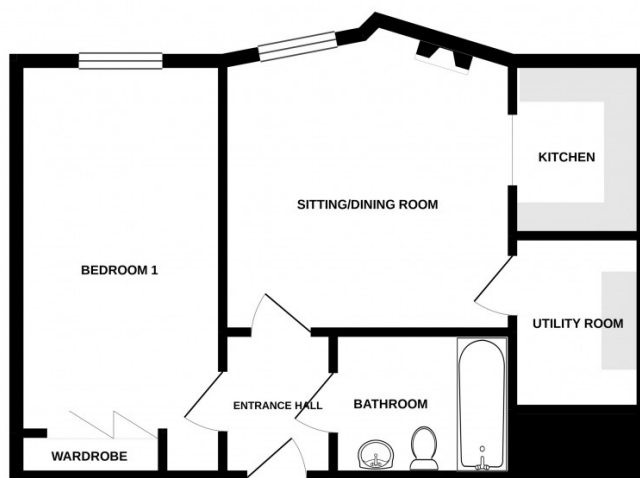 KITCHEN
SITTING/DINING ROOM
BEDROOM 1
UTILITY ROOM
ENTRANCE HALL
BATHROOM
WARDROBE